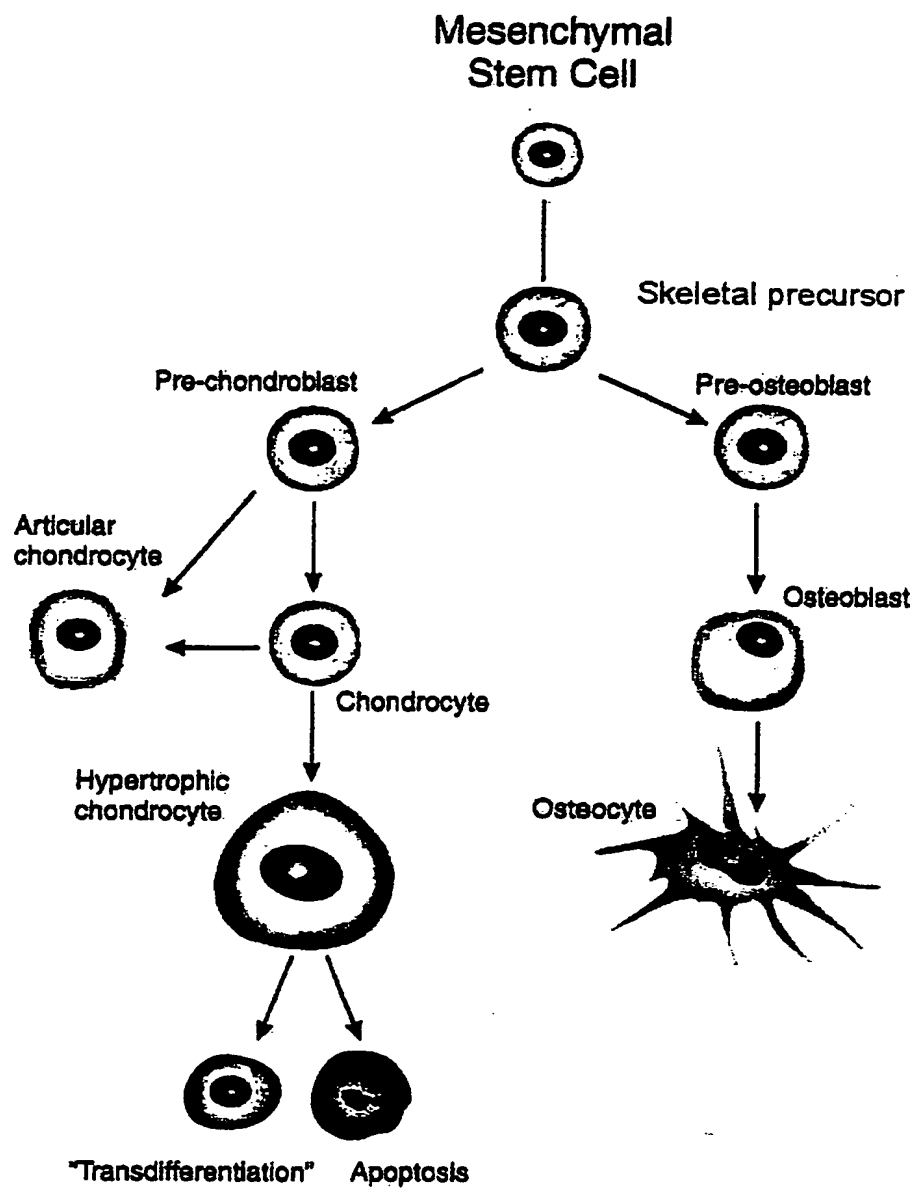 Mesenchymal
Stem Cell
Skeletal precursor
Pre-chondroblast
Pre-osteoblast
Articular
chondrocyte
Osteoblast
Chondrocyte
Hypertrophic
chondrocyte
Osteocyte
"Transdifferentiation"
Apoptosis